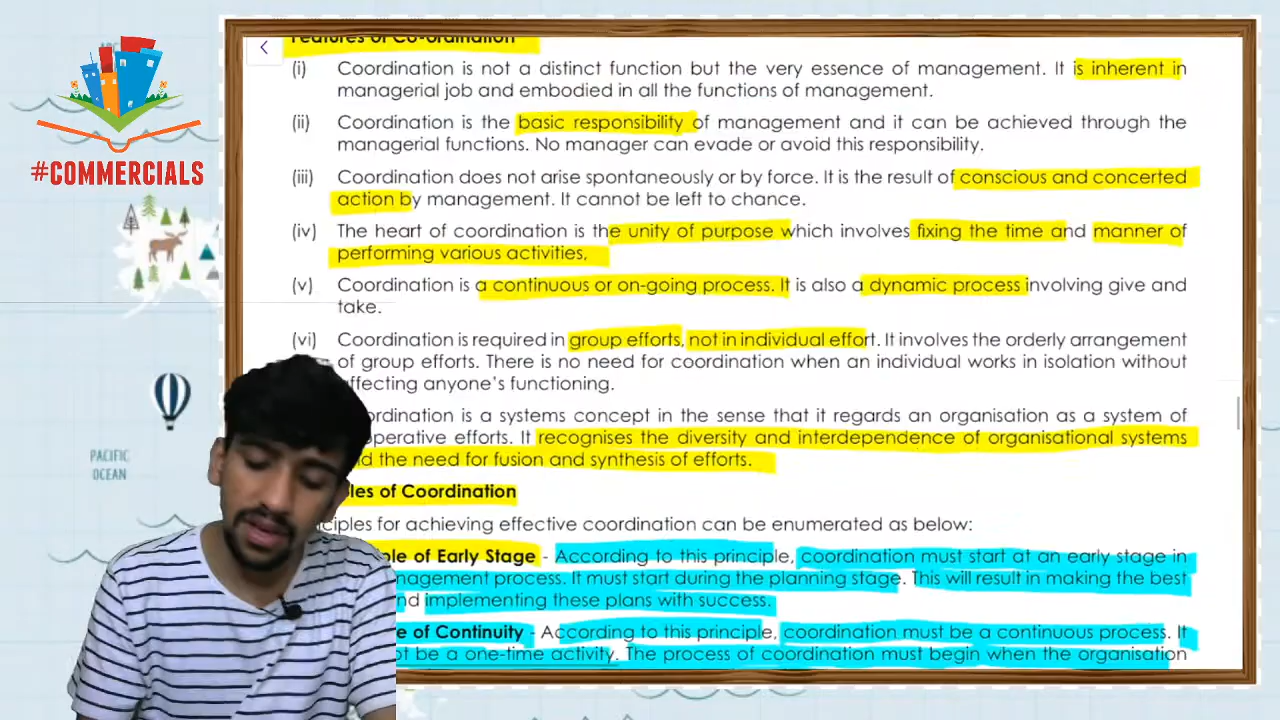 Features of Co-ordination
(i) Coordination is not a distinct function but the very essence of management. It is inherent in
managerial job and embodied in all the functions of management.
(ii) Coordination is the basic responsibility of management and it can be achieved through the
managerial functions. No manager can evade or avoid this responsibility.
(iii) Coordination does not arise spontaneously or by force. It is the result of conscious and concerted
action by management. It cannot be left to chance.
(iv) The heart of coordination is the unity of purpose which involves fixing the time and manner of
performing various activities,
(v) Coordination is a continuous or on-going process. It is also a dynamic process involving give and
take.
(vi) Coordination is required in group efforts, not in individual effort. It involves the orderly arrangement
of group efforts. There is no need for coordination when an individual works in isolation without
affecting anyone's functioning.
ordination is a systems concept in the sense that it regards an organisation as a system of
operative efforts. It recognises the diversity and interdependence of organisational systems
d the need for fusion and synthesis of efforts.
les of Coordination
ciples for achieving effective coordination can be enumerated as below:
ple of Early Stage - According to this principle, coordination must start at an early stage in
nagement process. It must start during the planning stage. This will result in making the best
nd implementing these plans with success.
e of Continuity - According to this principle, coordination must be a continuous process. It
ot be a one-time activity. The process of coordination must begin when the organisation
#COMMERCIALS
PACIFIC
OCEAN